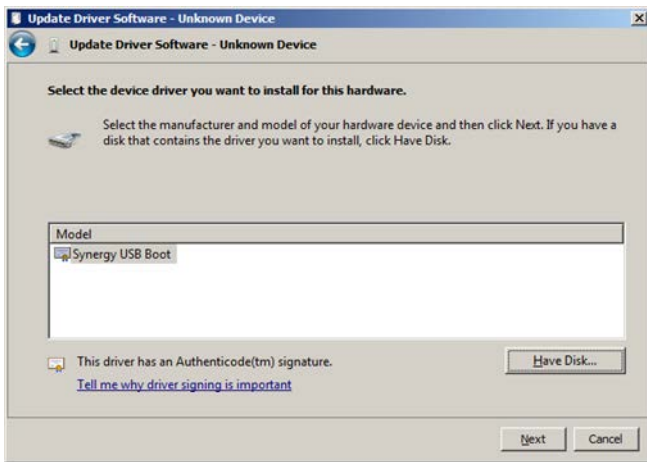 Update Driver Software - Unknown Device
Update Driver Software - Unknown Device
Select the device driver you want to install for this hardware.
Select the manufacturer and model of your hardware device and then click Next. If you have a
disk that contains the driver you want to install, click Have Disk.
Model
Synergy USB Boot
This driver has an Authenticode(tm) signature.
Have Disk...
Tell me why driver signing is important
Next
Cancel